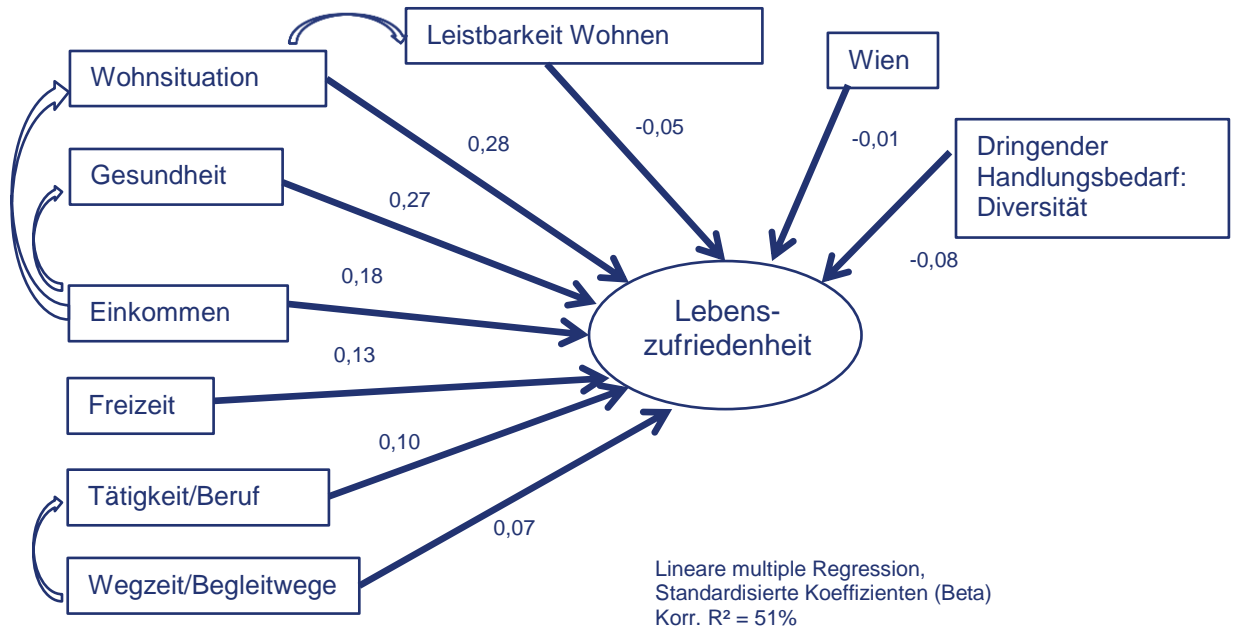 Leistbarkeit Wohnen
Wien
Wohnsituation
-0,05
-0,01
0,28
Dringender
Handlungsbedarf:
Diversität
Gesundheit
0,27
-0,08
0,18
Einkommen
Lebens-
zufriedenheit
0,13
Freizeit
0,10
Tätigkeit/Beruf
0,07
Wegzeit/Begleitwege
Lineare multiple Regression,
Standardisierte Koeffizienten (Beta)
Korr. R² = 51%